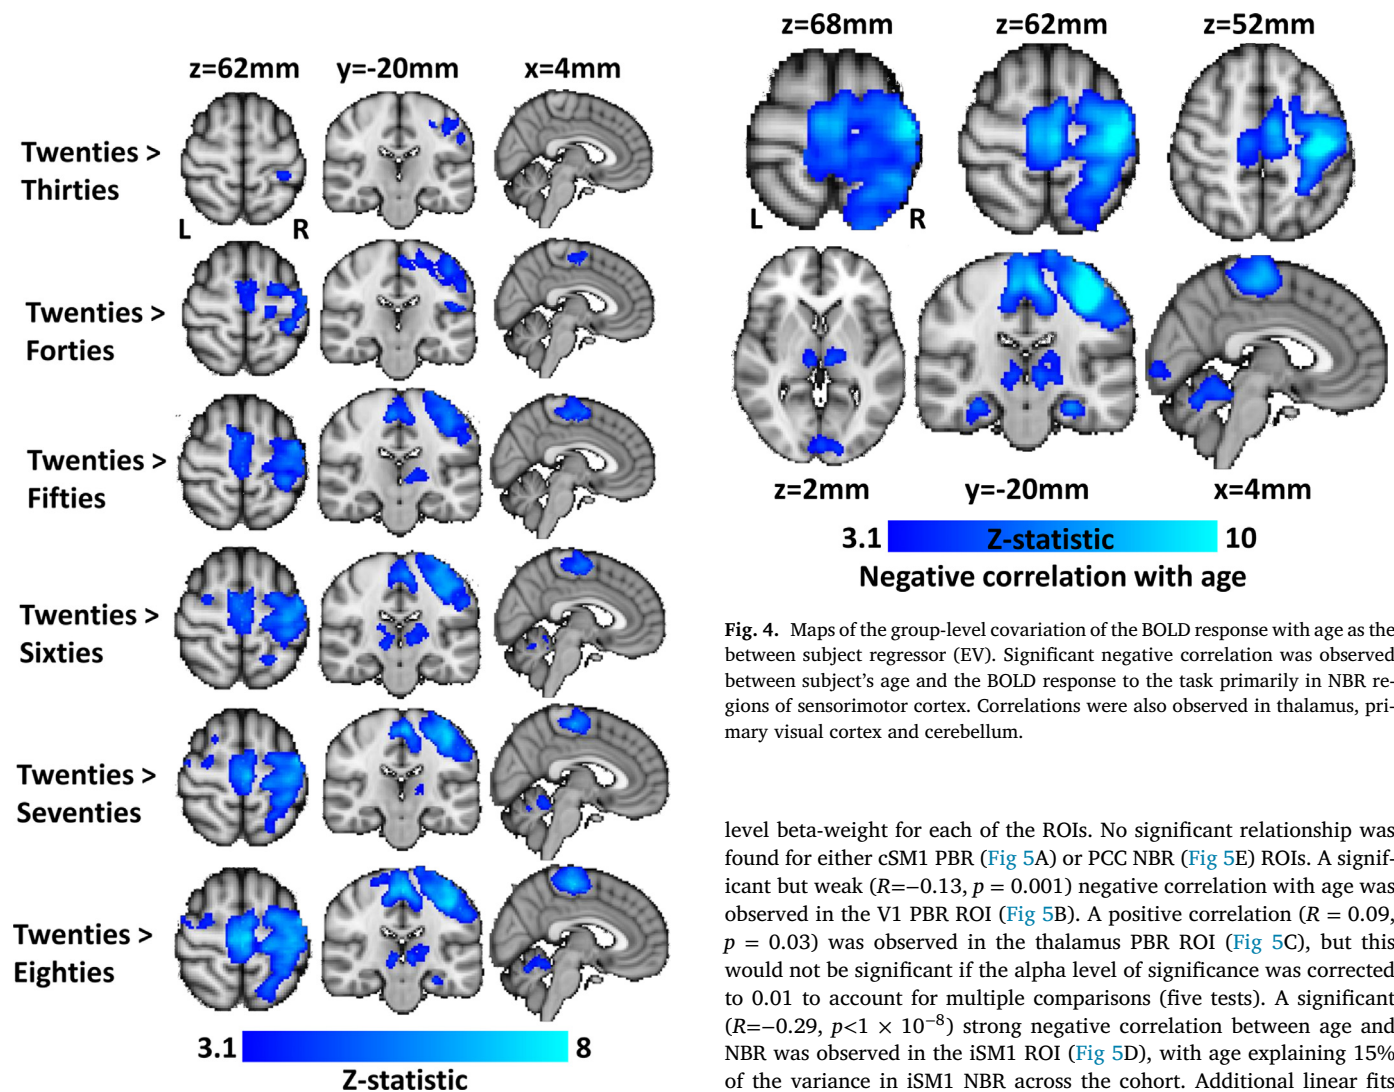 z=62mm y=-20mm x=4mm
Twenties >
Thirties
L R
Twenties >
Forties
Twenties >
Fifties
Twenties >
Sixties
Twenties >
Seventies
Twenties >
Eighties
3.1 8
Z-statistic
z=68mm z=62mm z=52mm
L R
z=2mm y=-20mm x=4mm
3.1 Z-statistic 10
Negative correlation with age
Fig. 4. Maps of the group-level covariation of the BOLD response with age as the
between subject regressor (EV). Significant negative correlation was observed
between subject's age and the BOLD response to the task primarily in NBR re-
gions of sensorimotor cortex. Correlations were also observed in thalamus, pri-
mary visual cortex and cerebellum.
level beta-weight for each of the ROIs. No significant relationship was
found for either cSM1 PBR (Fig 5A) or PCC NBR (Fig 5E) ROIs. A signif-
icant but weak (R=−0.13, p = 0.001) negative correlation with age was
observed in the V1 PBR ROI (Fig 5B). A positive correlation (R = 0.09,
p = 0.03) was observed in the thalamus PBR ROI (Fig 5C), but this
would not be significant if the alpha level of significance was corrected
to 0.01 to account for multiple comparisons (five tests). A significant
(R=−0.29, p<1 × 10⁻⁸) strong negative correlation between age and
NBR was observed in the iSM1 ROI (Fig 5D), with age explaining 15%
of the variance in iSM1 NBR across the cohort. Additional linear fits